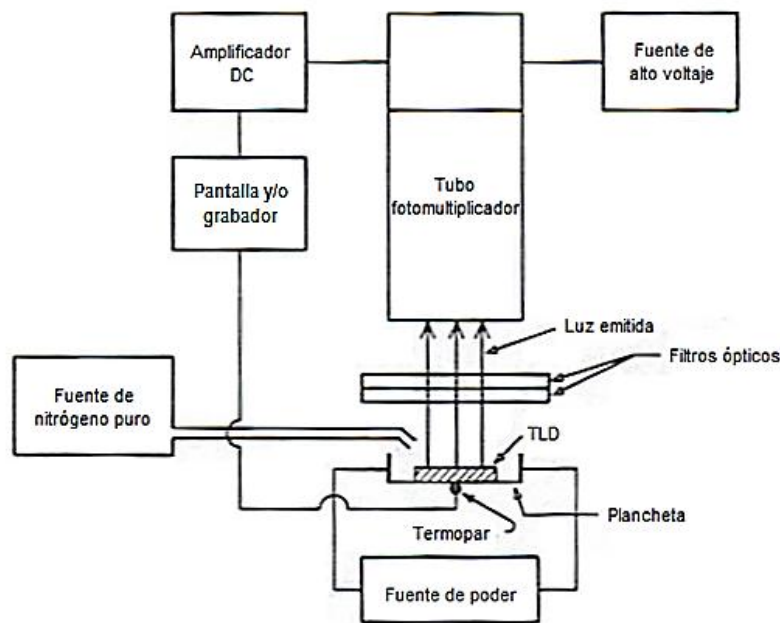 Amplificador
DC
Fuente de
alto voltaje
Pantalla y/o
grabador
Tubo
fotomultiplicador
Luz emitida
Filtros ópticos
Fuente de
nitrógeno puro
TLD
Plancheta
Termopar
Fuente de poder